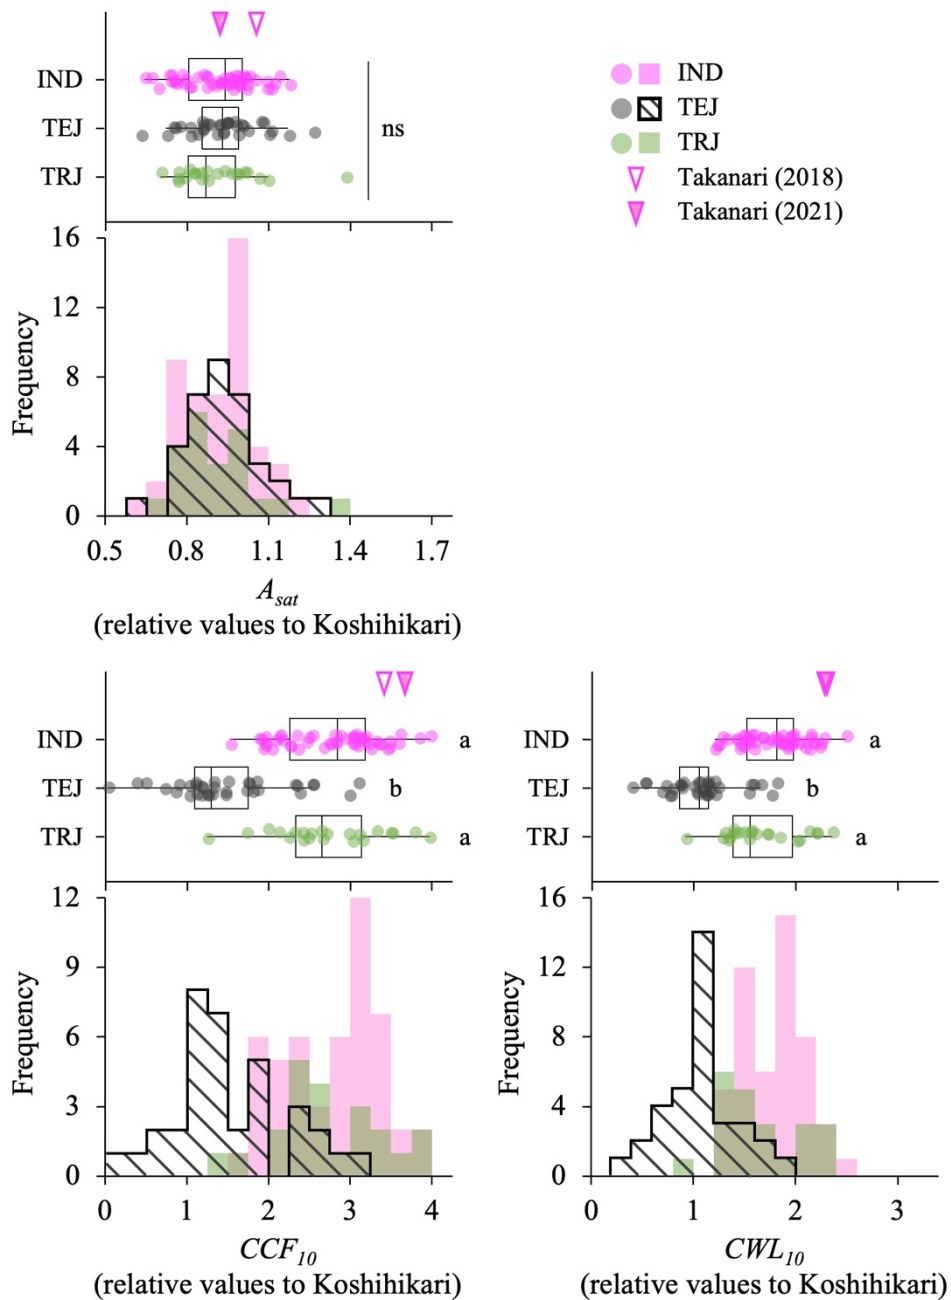 IND
TEJ
TRJ
ns
IND
TEJ
TRJ
Takanari (2018)
Takanari (2021)
16
12
8
4
0
Frequency
0.5 0.8 1.1 1.4 1.7
A_sat
(relative values to Koshihikari)
IND
TEJ
TRJ
a
b
a
12
9
6
3
0
Frequency
0 1 2 3 4
CCF_10
(relative values to Koshihikari)
IND
TEJ
TRJ
a
b
a
16
12
8
4
0
Frequency
0 1 2 3
CWL_10
(relative values to Koshihikari)